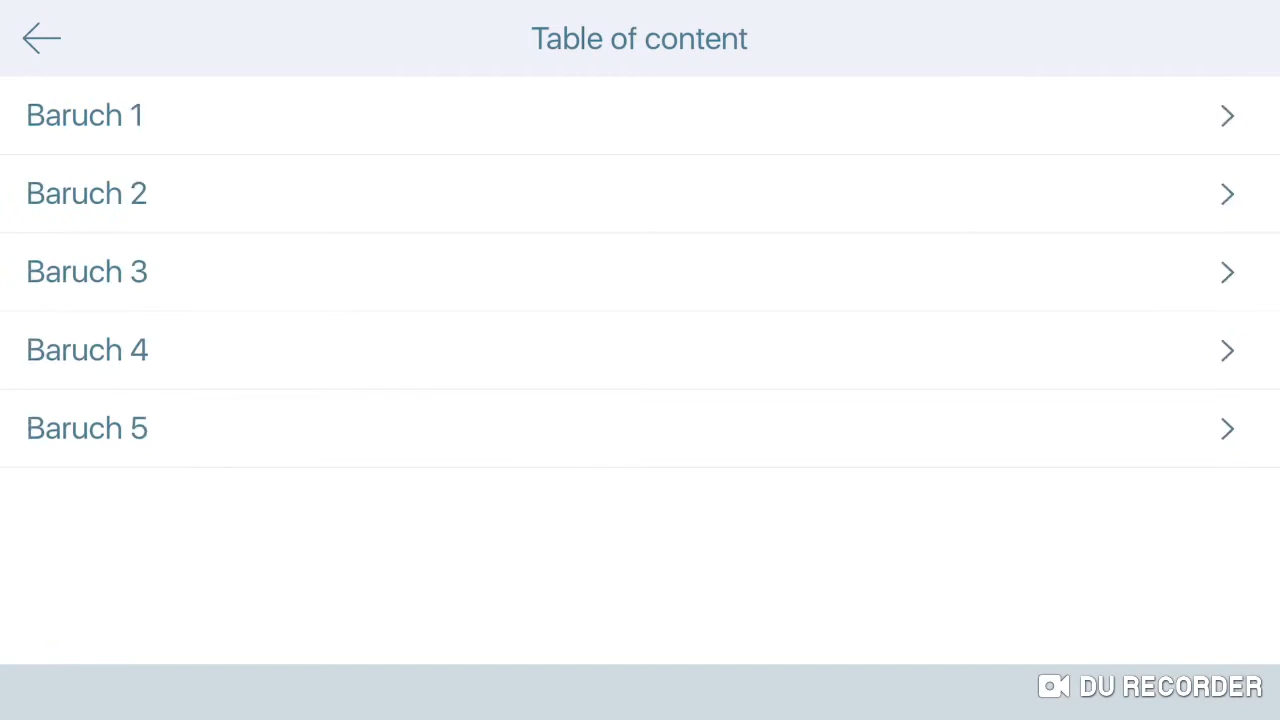 Table of content
Baruch 1
Baruch 2
Baruch 3
Baruch 4
Baruch 5
DU RECORDER